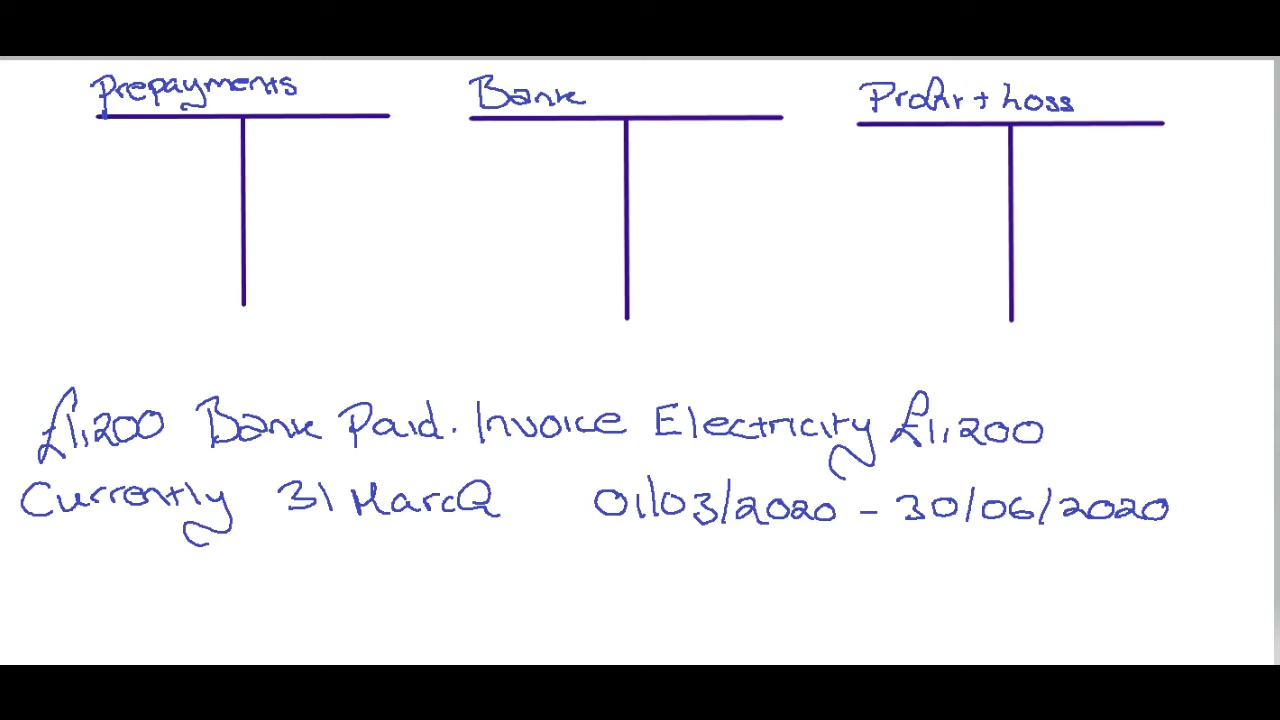 Prepayments
Bank
Profit + Loss
£1,200 Bank Paid. Invoice Electricity £1,200
Currently 31 March 01/03/2020 - 30/06/2020